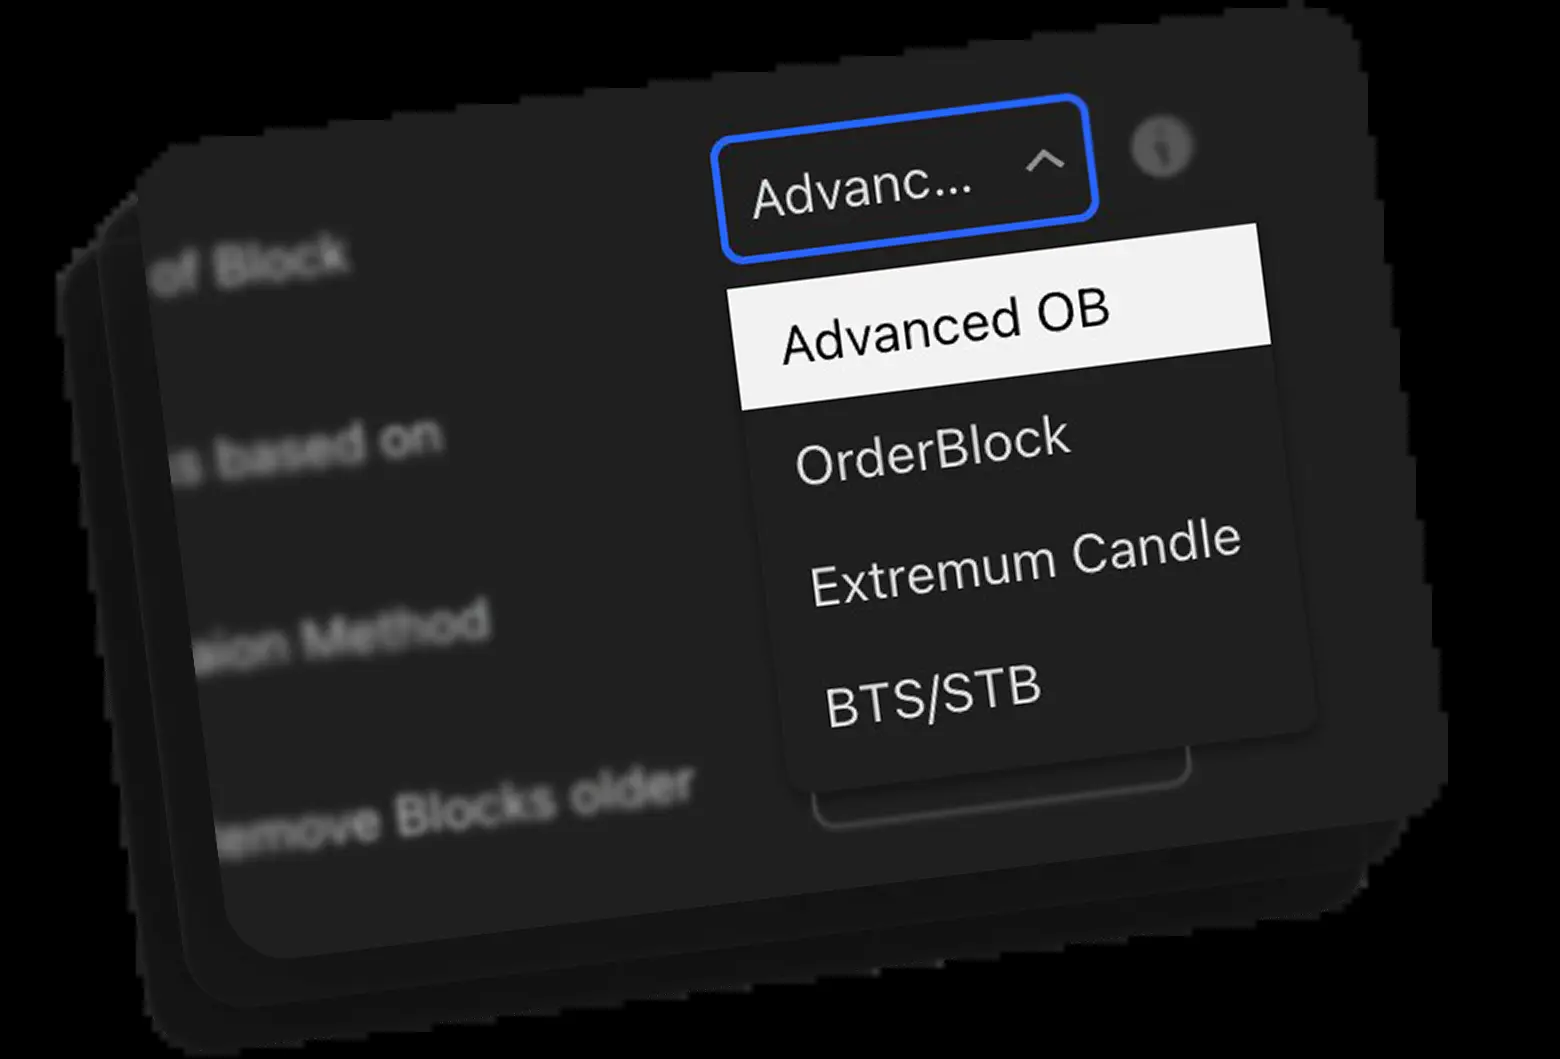 Advanc...
of Block
Advanced OB
OrderBlock
s based on
Extremum Candle
sion Method
BTS/STB
emove Blocks older